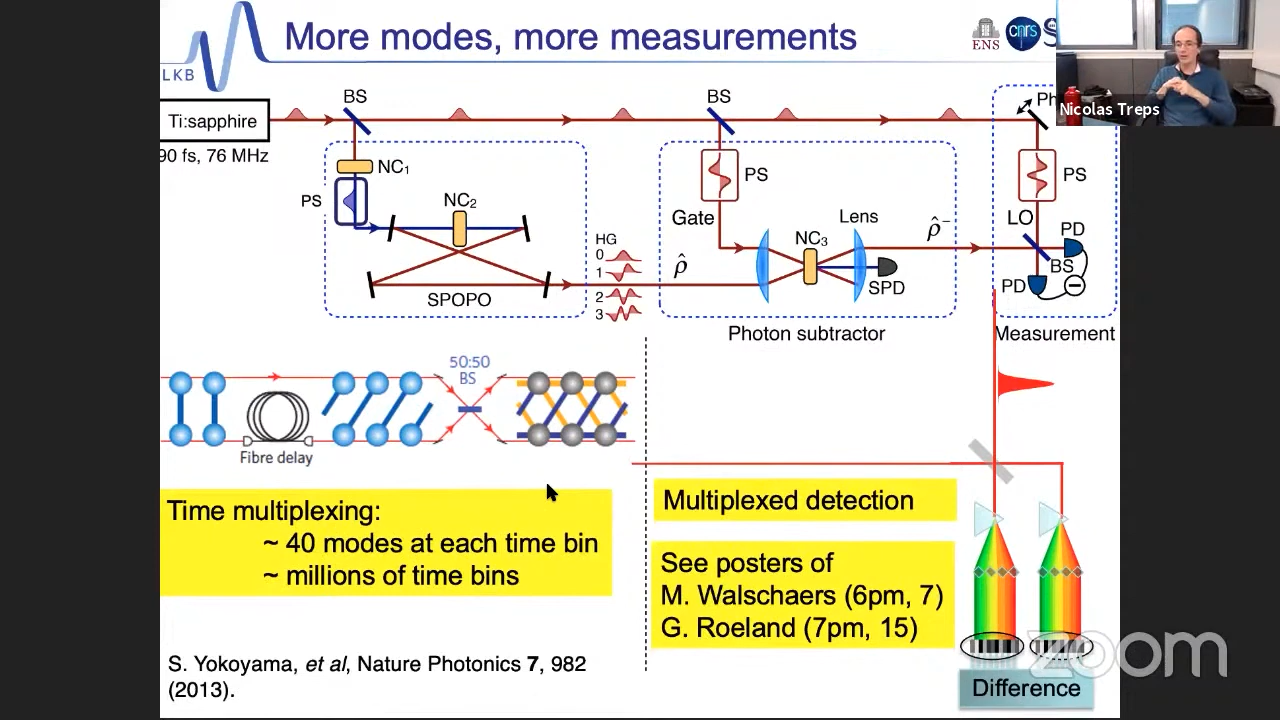 LKB
More modes, more measurements
ENS
cnrs
Nicolas Treps
BS
BS
Ph
Ti:sapphire
90 fs, 76 MHz
NC1
PS
PS
PS
NC2
Gate
Lens
LO
HG
0
1
2
3
ρ̂
ρ̂⁻
NC3
PD
BS
SPD
PD
SPOPO
Photon subtractor
Measurement
50:50
BS
Fibre delay
Time multiplexing:
~ 40 modes at each time bin
~ millions of time bins
Multiplexed detection
See posters of
M. Walschaers (6pm, 7)
G. Roeland (7pm, 15)
S. Yokoyama, et al, Nature Photonics 7, 982
(2013).
Difference
zoom